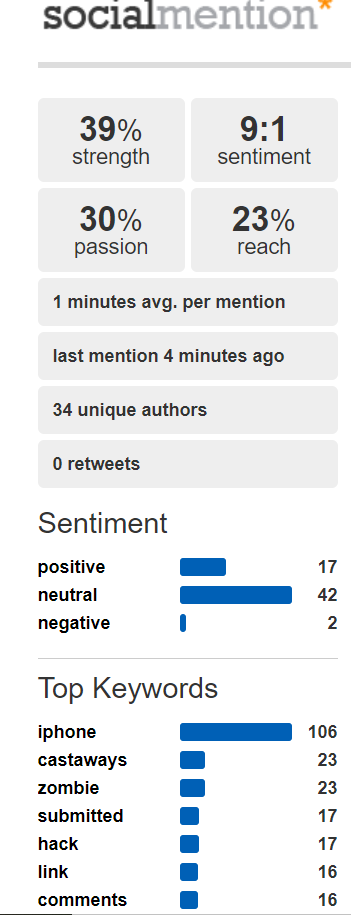 socialmention*
39% 9:1
strength sentiment
30% 23%
passion reach
1 minutes avg. per mention
last mention 4 minutes ago
34 unique authors
0 retweets
Sentiment
positive 17
neutral 42
negative 2
Top Keywords
iphone 106
castaways 23
zombie 23
submitted 17
hack 17
link 16
comments 16